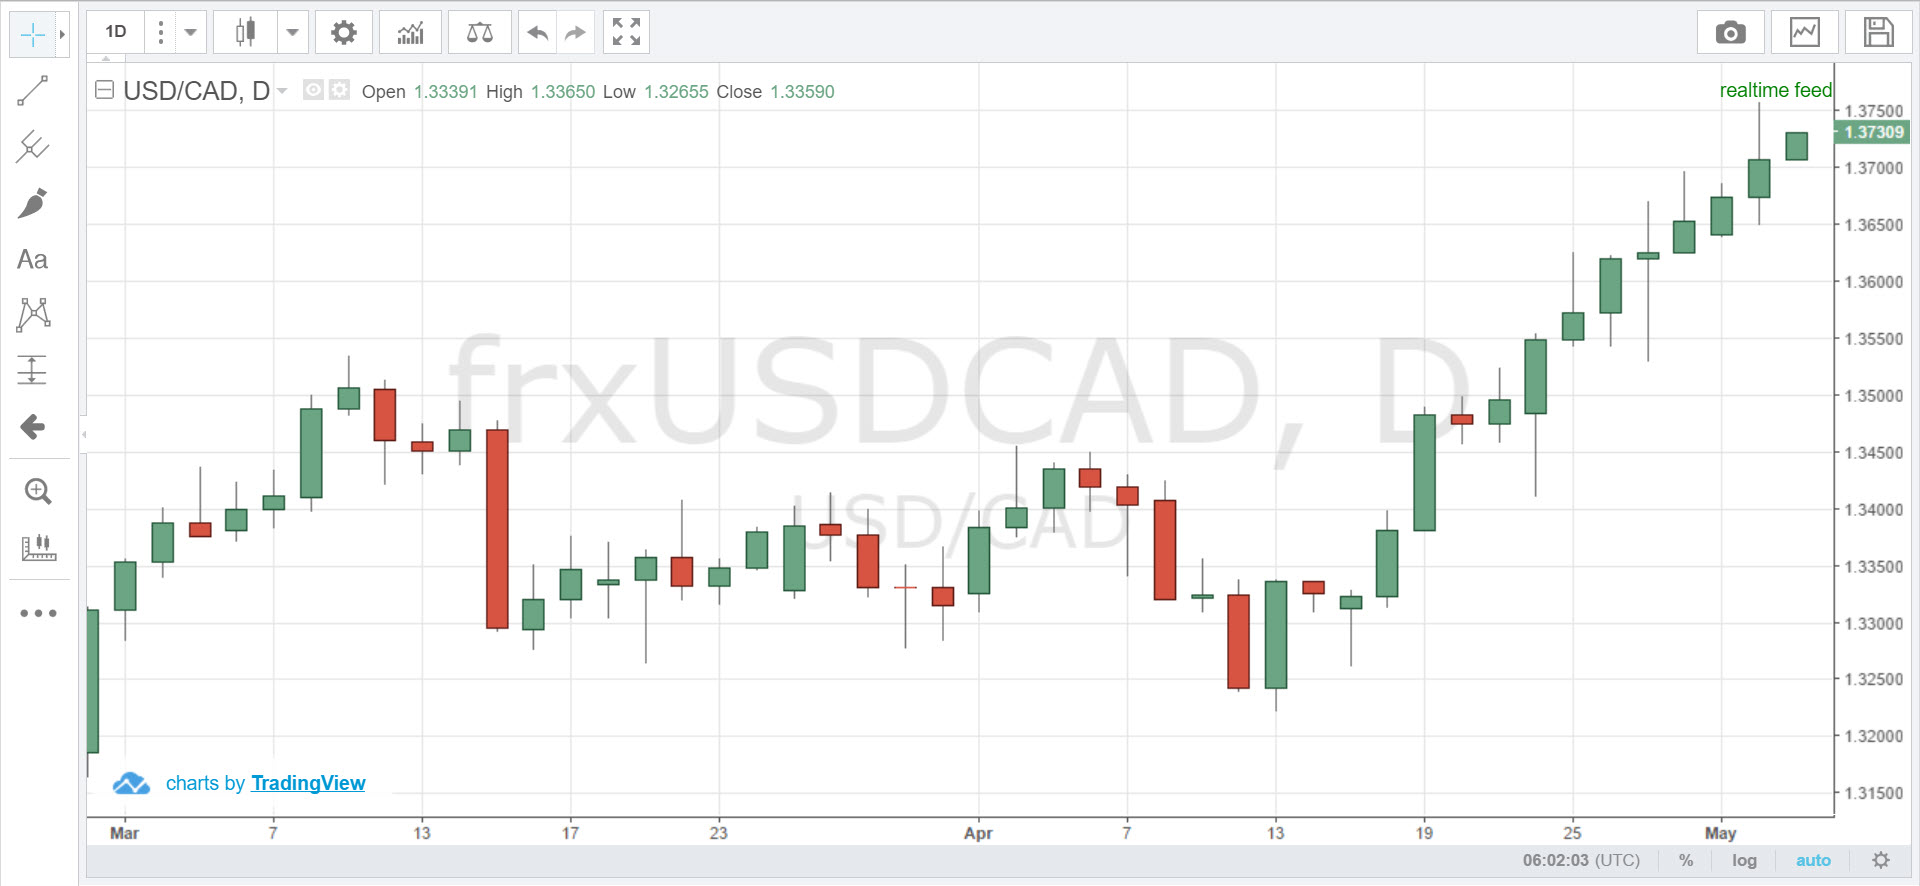 1D
USD/CAD, D Open 1.33391 High 1.33650 Low 1.32655 Close 1.33590
realtime feed
1.37500
1.37309
1.37000
1.36500
Aa
1.36000
1.35500
frxUSDCAD, D
1.35000
1.34500
USD/CAD
1.34000
1.33500
1.33000
1.32500
1.32000
charts by TradingView
1.31500
Mar 7 13 17 23 Apr 7 13 19 25 May
06:02:03 (UTC) % log auto